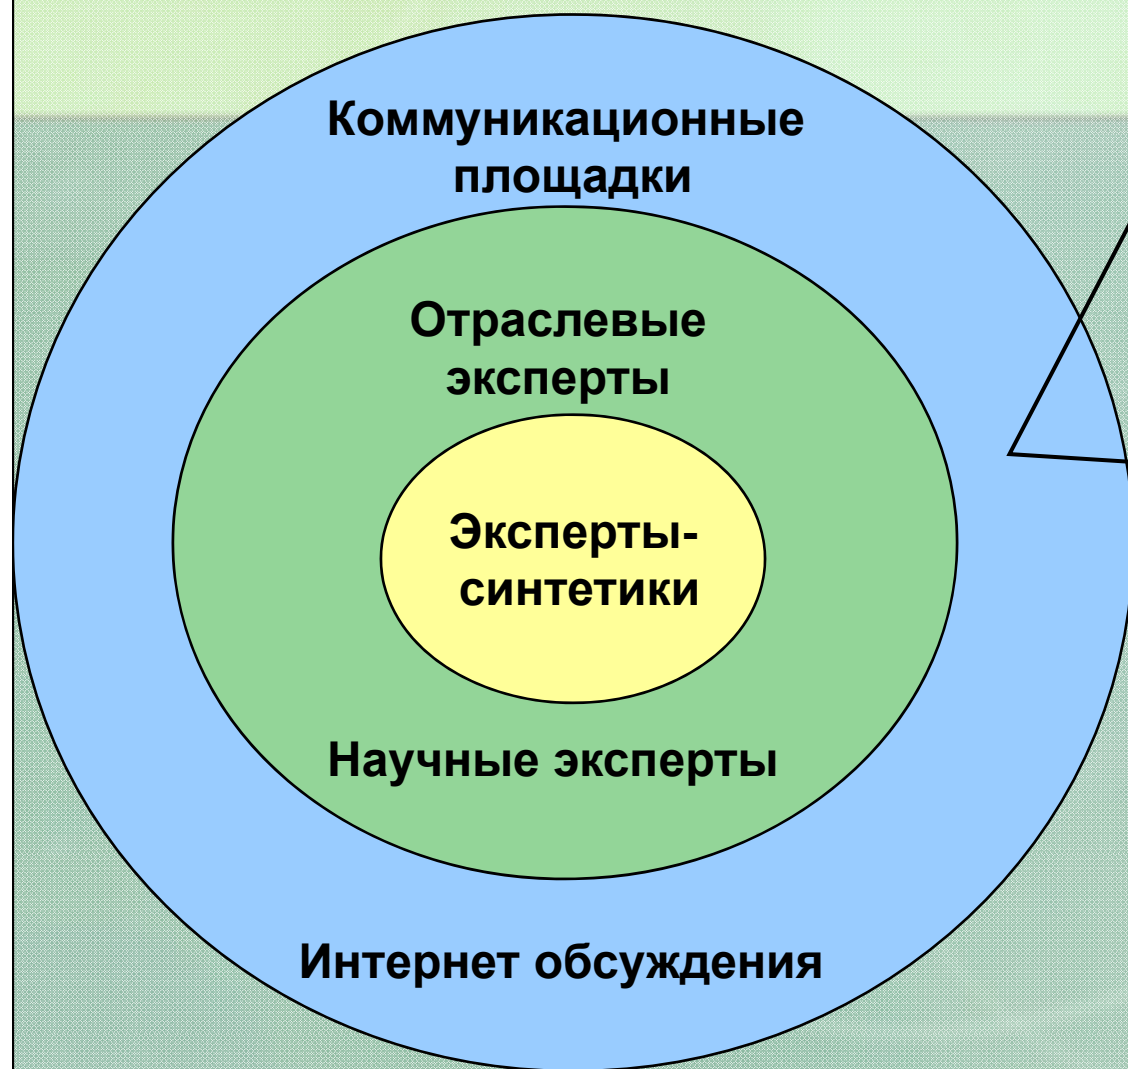 Коммуникационные
площадки
Отраслевые
эксперты
Эксперты-
синтетики
Научные эксперты
Интернет обсуждения